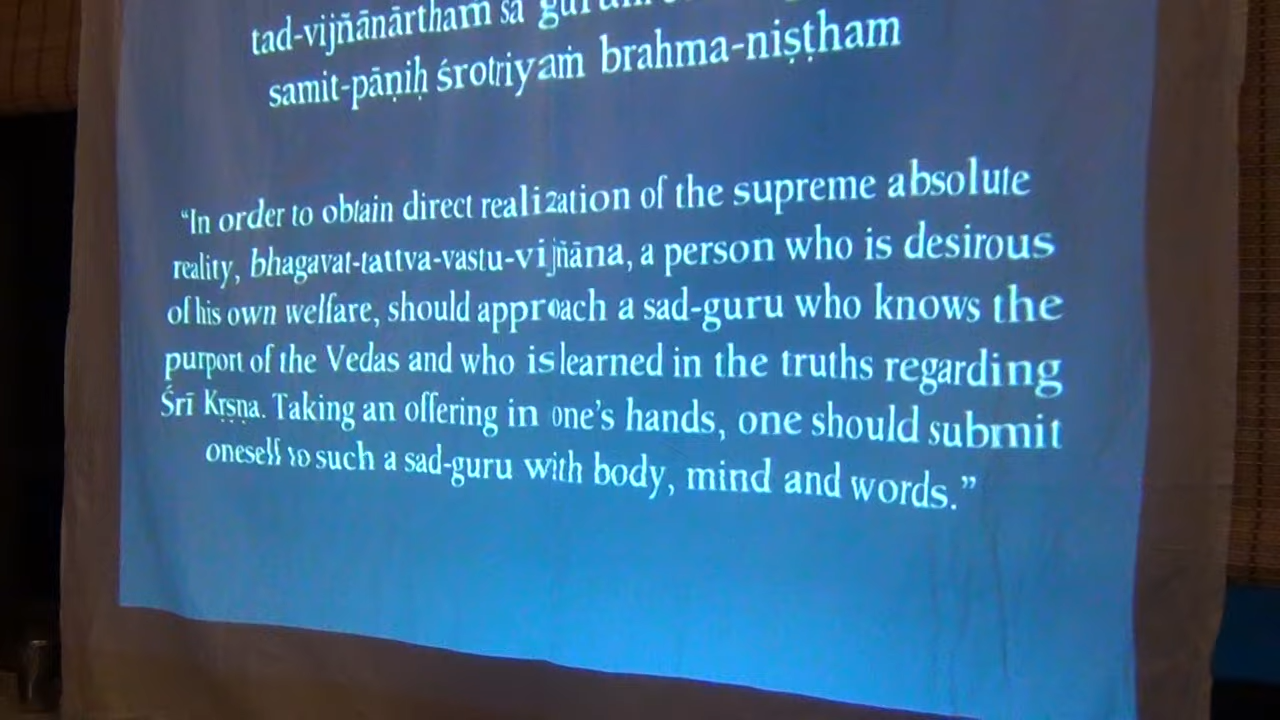 tad-vijñānārthaṁ sa
samit-pāṇiḥ śrotriyaṁ brahma-niṣṭham
“In order to obtain direct realization of the supreme absolute
reality, bhagavat-tattva-vastu-vijñāna, a person who is desirous
of his own welfare, should approach a sad-guru who knows the
purport of the Vedas and who is learned in the truths regarding
Śrī Kṛṣṇa. Taking an offering in one’s hands, one should submit
oneself to such a sad-guru with body, mind and words.”